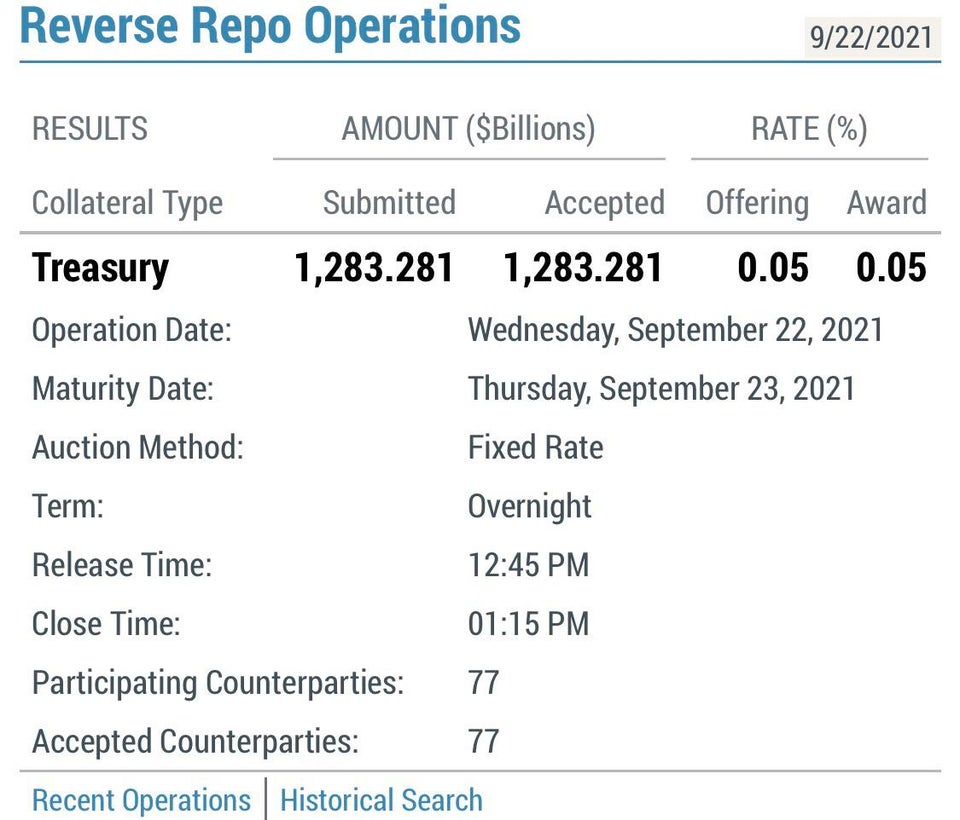 Reverse Repo Operations 9/22/2021
RESULTS AMOUNT ($Billions) RATE (%)
Collateral Type Submitted Accepted Offering Award
Treasury 1,283.281 1,283.281 0.05 0.05
Operation Date: Wednesday, September 22, 2021
Maturity Date: Thursday, September 23, 2021
Auction Method: Fixed Rate
Term: Overnight
Release Time: 12:45 PM
Close Time: 01:15 PM
Participating Counterparties: 77
Accepted Counterparties: 77
Recent Operations | Historical Search